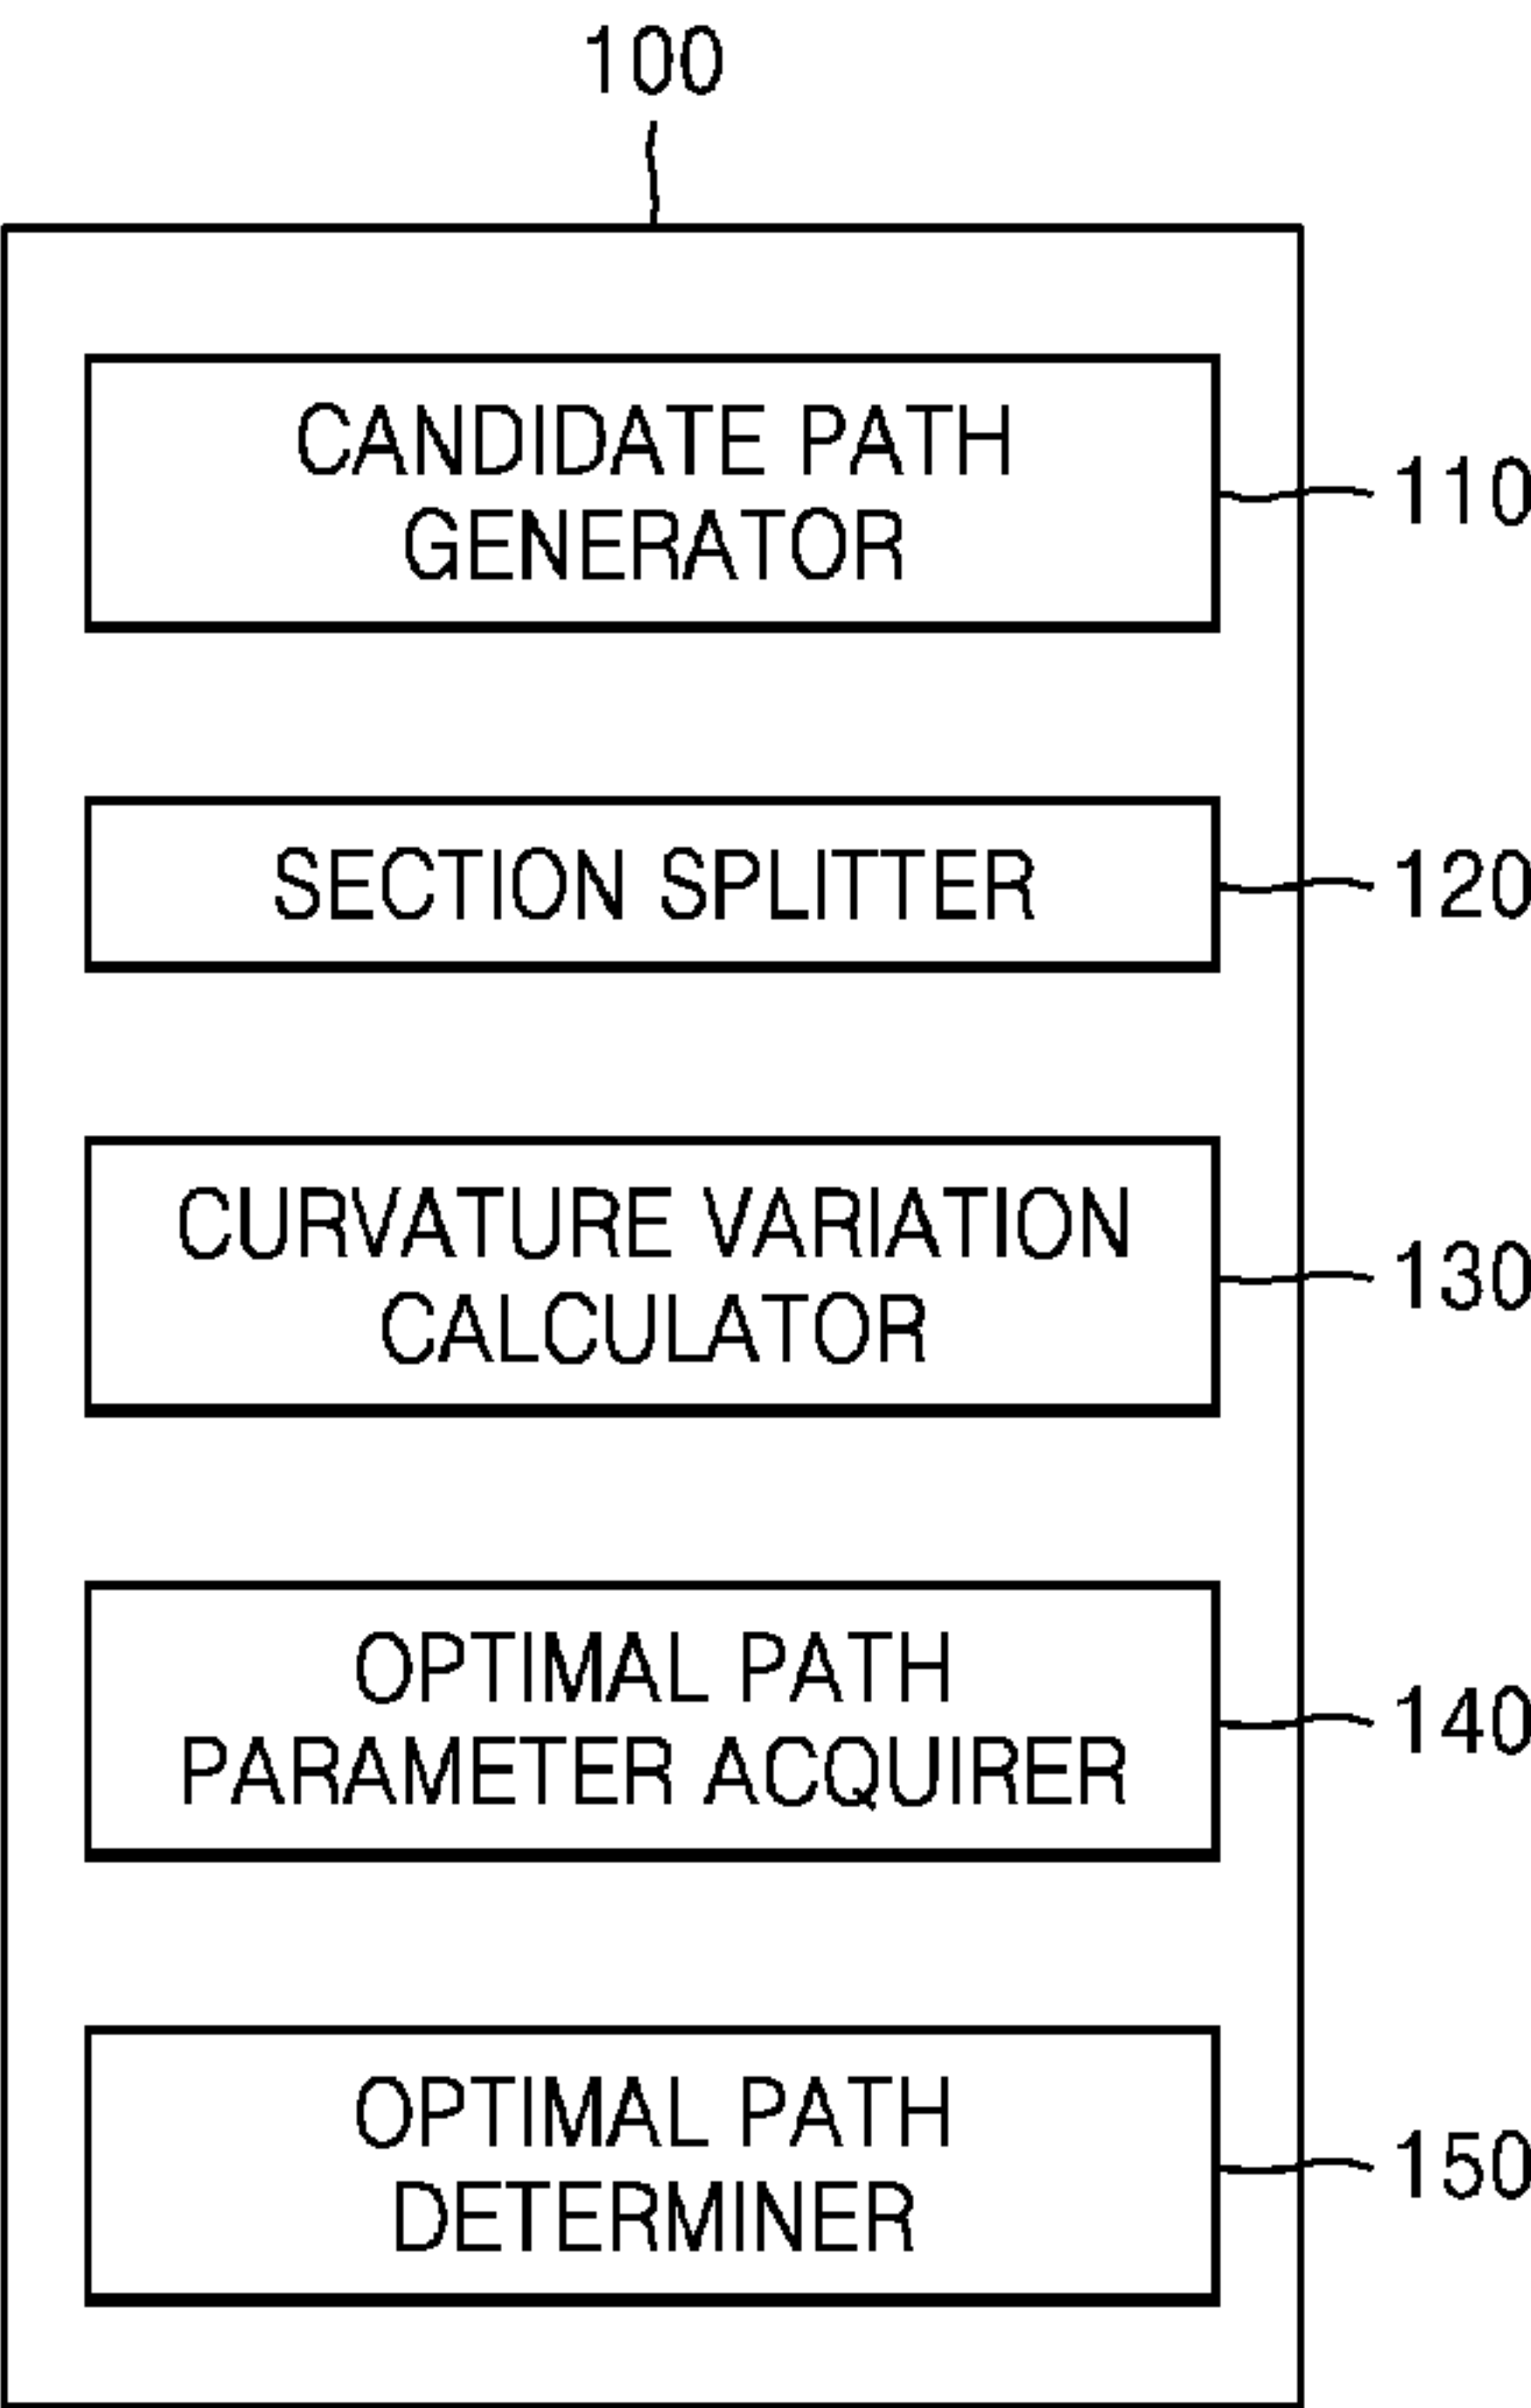 100
CANDIDATE PATH
GENERATOR
110
SECTION SPLITTER
120
CURVATURE VARIATION
CALCULATOR
130
OPTIMAL PATH
PARAMETER ACQUIRER
140
OPTIMAL PATH
DETERMINER
150